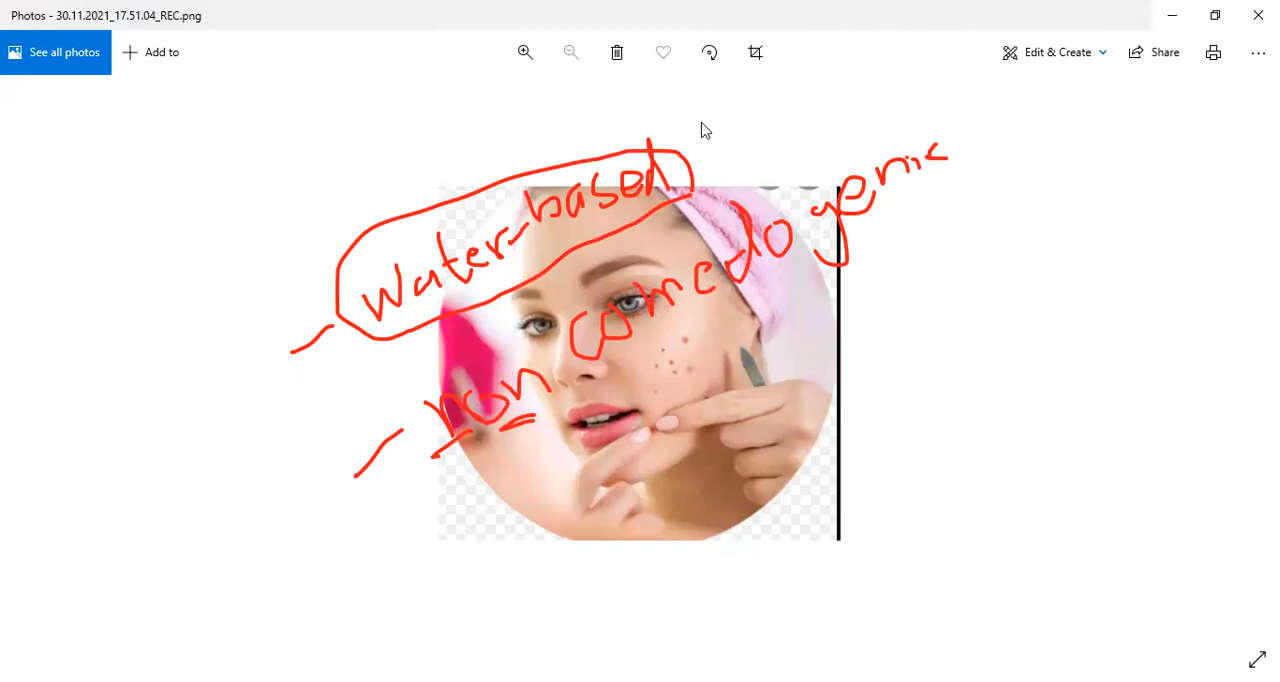 Photos - 30.11.2021_17.51.04_REC.png
See all photos
Add to
Edit & Create
Share
Water-based
non comedogenic